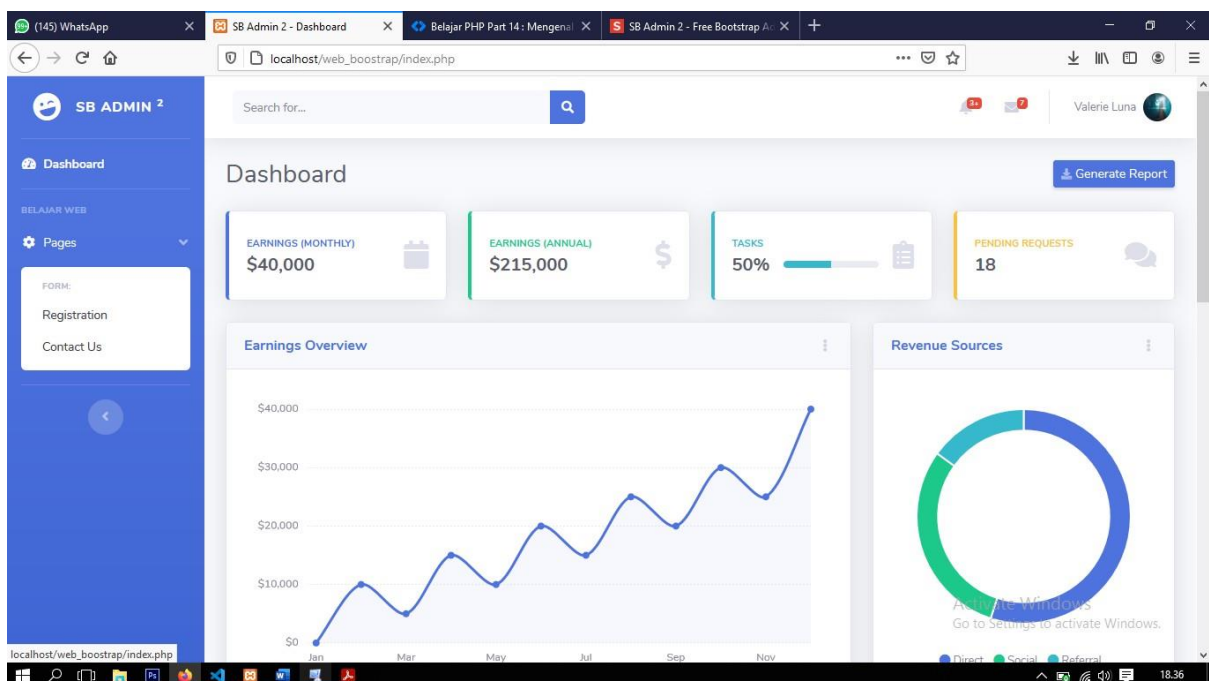 (145) WhatsApp
SB Admin 2 - Dashboard
Belajar PHP Part 14 : Mengenal
SB Admin 2 - Free Bootstrap Ad
localhost/web_boostrap/index.php
SB ADMIN 2
Search for...
3+
7
Valerie Luna
Dashboard
BELAJAR WEB
Pages
FORM:
Registration
Contact Us
Dashboard
Generate Report
EARNINGS (MONTHLY)
$40,000
EARNINGS (ANNUAL)
$215,000
TASKS
50%
PENDING REQUESTS
18
Earnings Overview
$40.000
$30.000
$20.000
$10.000
$0
Jan Mar May Jul Sep Nov
Revenue Sources
Direct Social Referral
Activate Windows
Go to Settings to activate Windows.
localhost/web_boostrap/index.php
18.36